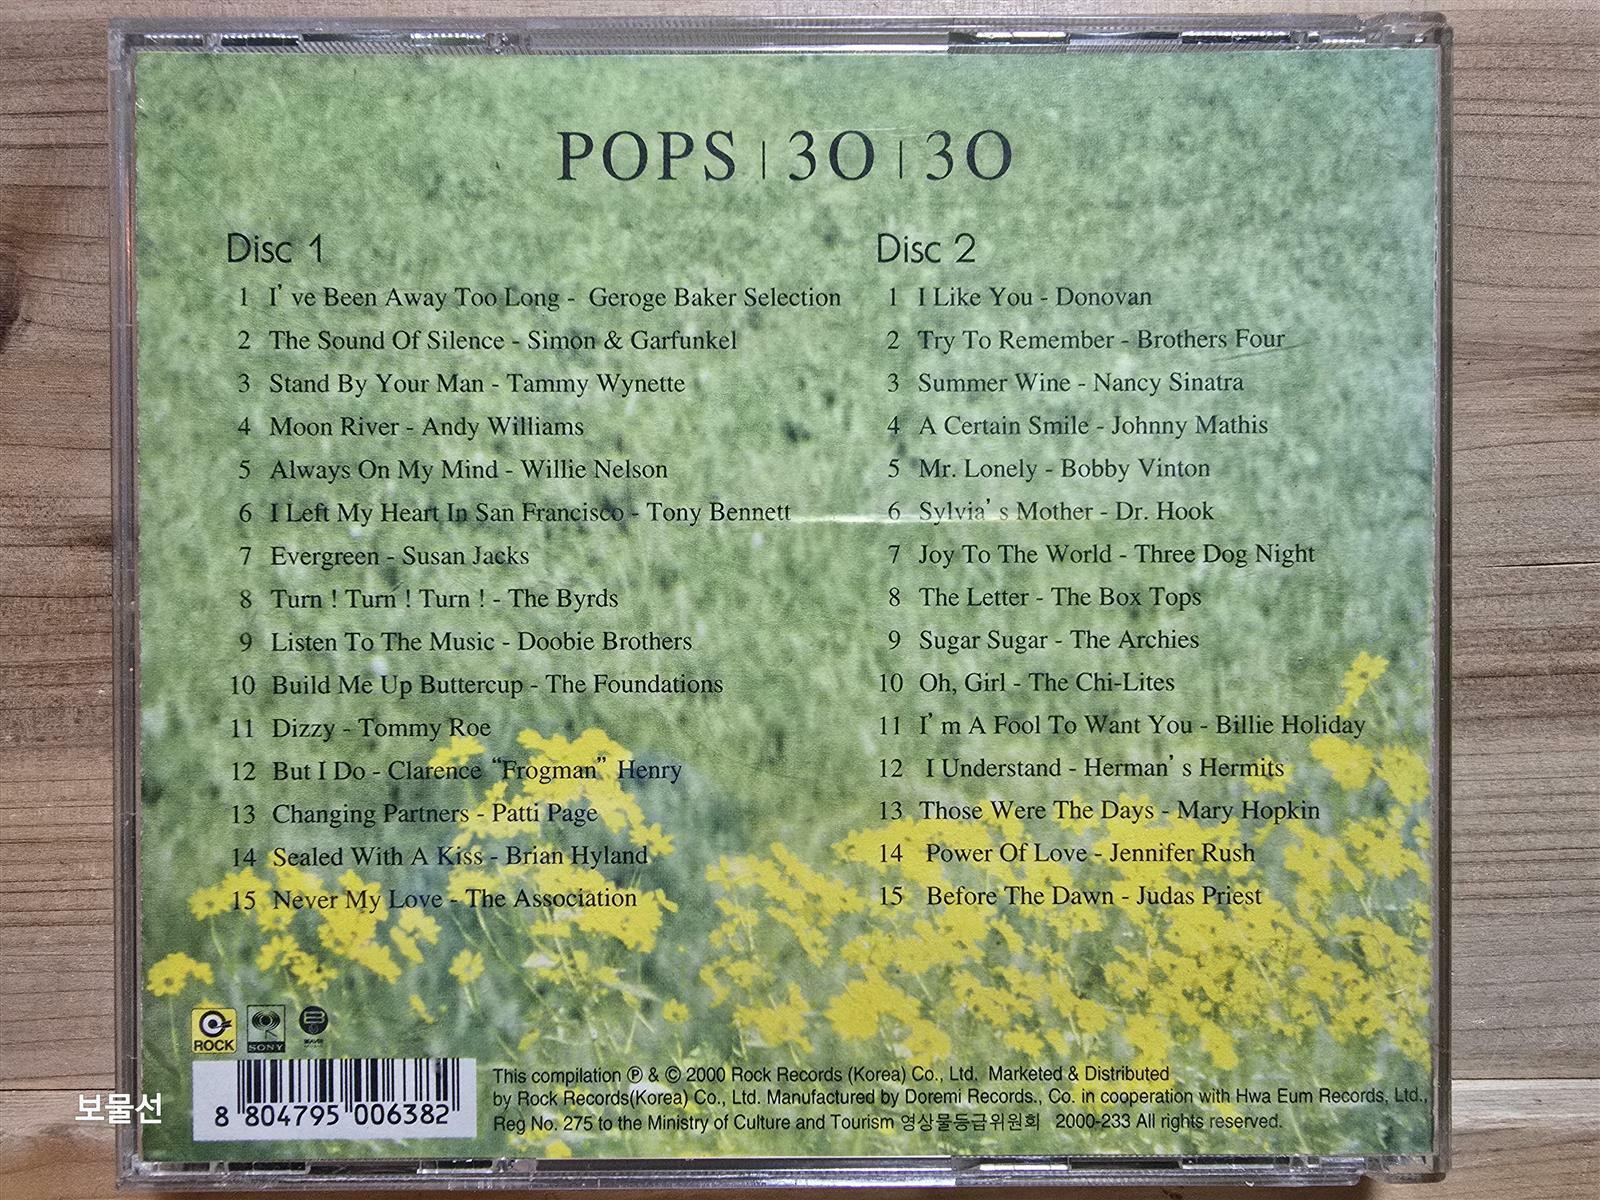 POPS | 30 | 30
Disc 1
1 I've Been Away Too Long - Geroge Baker Selection
2 The Sound Of Silence - Simon & Garfunkel
3 Stand By Your Man - Tammy Wynette
4 Moon River - Andy Williams
5 Always On My Mind - Willie Nelson
6 I Left My Heart In San Francisco - Tony Bennett
7 Evergreen - Susan Jacks
8 Turn ! Turn ! Turn ! - The Byrds
9 Listen To The Music - Doobie Brothers
10 Build Me Up Buttercup - The Foundations
11 Dizzy - Tommy Roe
12 But I Do - Clarence “Frogman” Henry
13 Changing Partners - Patti Page
14 Sealed With A Kiss - Brian Hyland
15 Never My Love - The Association
Disc 2
1 I Like You - Donovan
2 Try To Remember - Brothers Four
3 Summer Wine - Nancy Sinatra
4 A Certain Smile - Johnny Mathis
5 Mr. Lonely - Bobby Vinton
6 Sylvia's Mother - Dr. Hook
7 Joy To The World - Three Dog Night
8 The Letter - The Box Tops
9 Sugar Sugar - The Archies
10 Oh, Girl - The Chi-Lites
11 I'm A Fool To Want You - Billie Holiday
12 I Understand - Herman's Hermits
13 Those Were The Days - Mary Hopkin
14 Power Of Love - Jennifer Rush
15 Before The Dawn - Judas Priest
ROCK
SONY
BEAVER
8 804795 006382
This compilation ℗ & © 2000 Rock Records (Korea) Co., Ltd. Marketed & Distributed
by Rock Records(Korea) Co., Ltd. Manufactured by Doremi Records., Co. in cooperation with Hwa Eum Records, Ltd.,
Reg No. 275 to the Ministry of Culture and Tourism 영상물등급위원회 2000-233 All rights reserved.
보물선